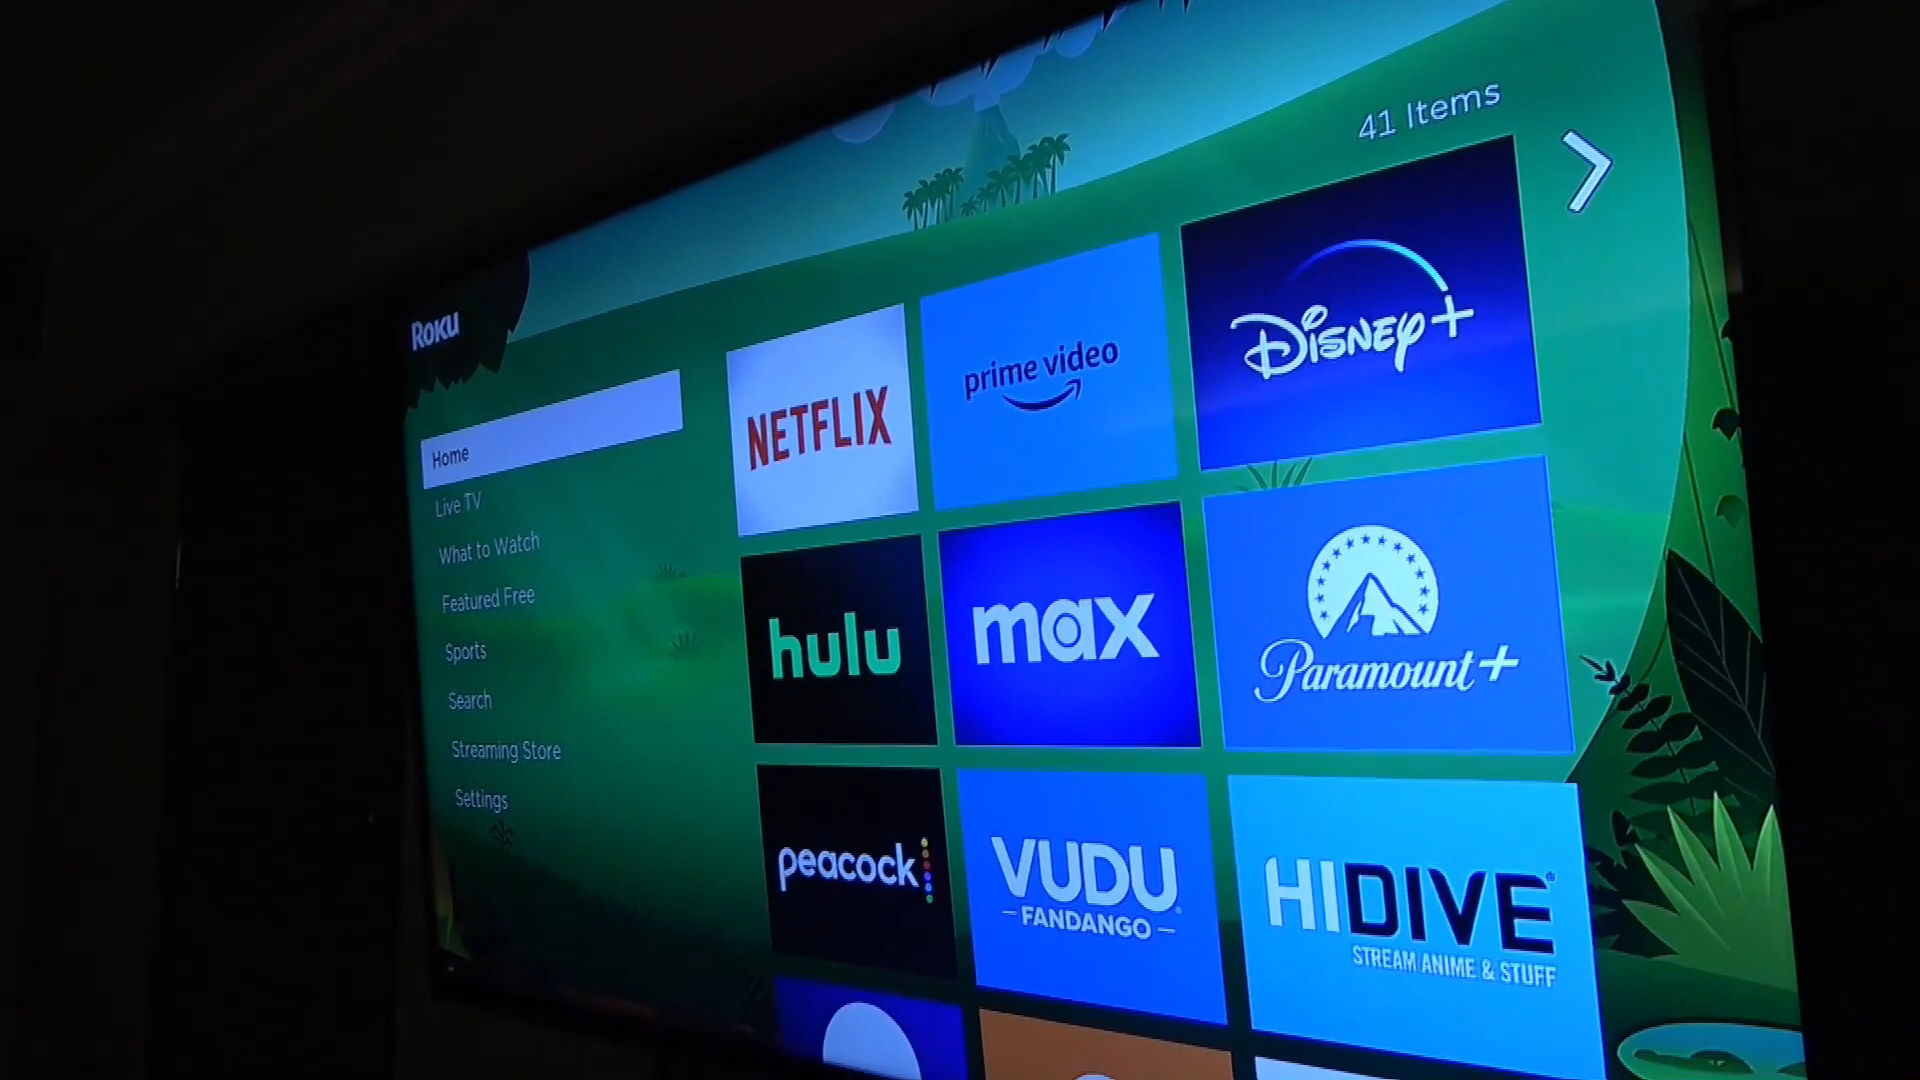 41 Items
Roku
Home
Live TV
What to Watch
Featured Free
Sports
Search
Streaming Store
Settings
NETFLIX
prime video
Disney+
hulu
max
Paramount+
peacock
VUDU
FANDANGO
HIDIVE
STREAM ANIME & STUFF